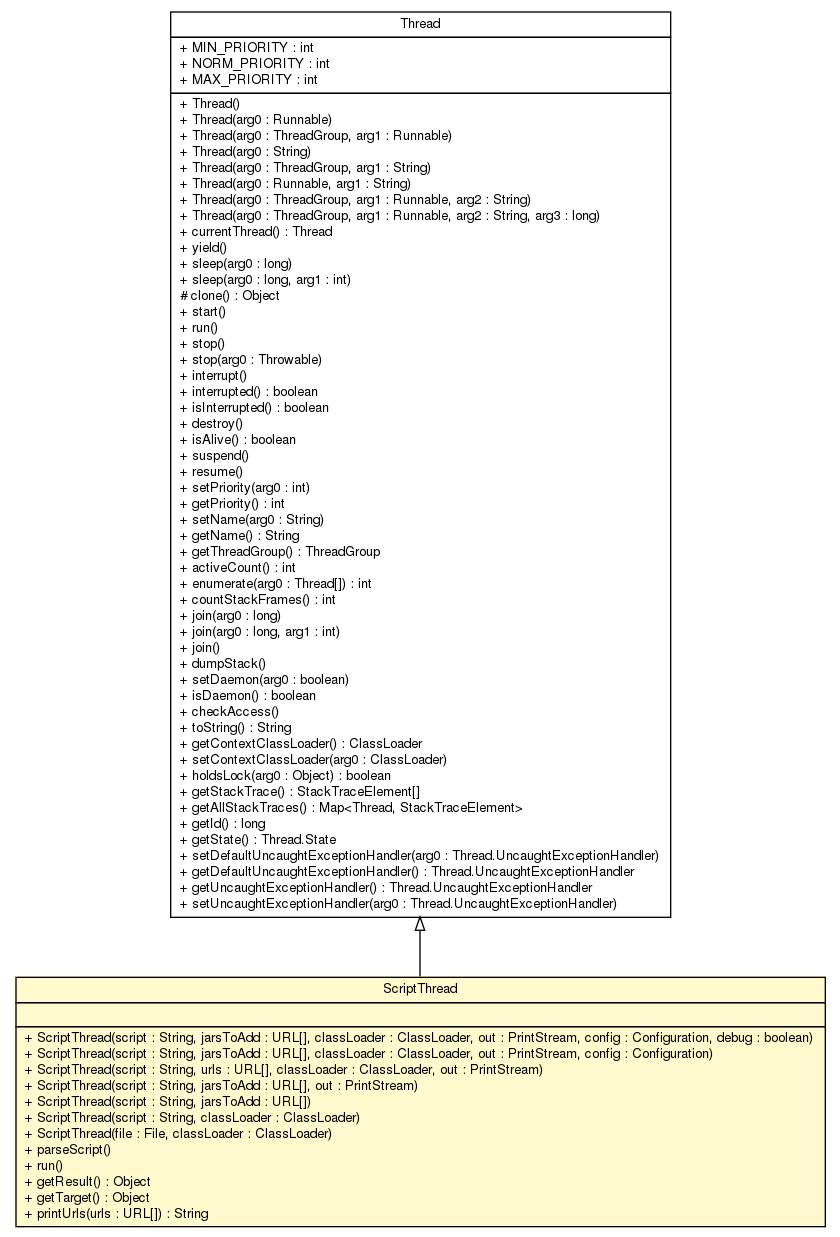 Thread
+ MIN_PRIORITY : int
+ NORM_PRIORITY : int
+ MAX_PRIORITY : int
+ Thread()
+ Thread(arg0 : Runnable)
+ Thread(arg0 : ThreadGroup, arg1 : Runnable)
+ Thread(arg0 : String)
+ Thread(arg0 : ThreadGroup, arg1 : String)
+ Thread(arg0 : Runnable, arg1 : String)
+ Thread(arg0 : ThreadGroup, arg1 : Runnable, arg2 : String)
+ Thread(arg0 : ThreadGroup, arg1 : Runnable, arg2 : String, arg3 : long)
+ currentThread() : Thread
+ yield()
+ sleep(arg0 : long)
+ sleep(arg0 : long, arg1 : int)
# clone() : Object
+ start()
+ run()
+ stop()
+ stop(arg0 : Throwable)
+ interrupt()
+ interrupted() : boolean
+ isInterrupted() : boolean
+ destroy()
+ isAlive() : boolean
+ suspend()
+ resume()
+ setPriority(arg0 : int)
+ getPriority() : int
+ setName(arg0 : String)
+ getName() : String
+ getThreadGroup() : ThreadGroup
+ activeCount() : int
+ enumerate(arg0 : Thread[]) : int
+ countStackFrames() : int
+ join(arg0 : long)
+ join(arg0 : long, arg1 : int)
+ join()
+ dumpStack()
+ setDaemon(arg0 : boolean)
+ isDaemon() : boolean
+ checkAccess()
+ toString() : String
+ getContextClassLoader() : ClassLoader
+ setContextClassLoader(arg0 : ClassLoader)
+ holdsLock(arg0 : Object) : boolean
+ getStackTrace() : StackTraceElement[]
+ getAllStackTraces() : Map<Thread, StackTraceElement>
+ getId() : long
+ getState() : Thread.State
+ setDefaultUncaughtExceptionHandler(arg0 : Thread.UncaughtExceptionHandler)
+ getDefaultUncaughtExceptionHandler() : Thread.UncaughtExceptionHandler
+ getUncaughtExceptionHandler() : Thread.UncaughtExceptionHandler
+ setUncaughtExceptionHandler(arg0 : Thread.UncaughtExceptionHandler)
ScriptThread
+ ScriptThread(script : String, jarsToAdd : URL[], classLoader : ClassLoader, out : PrintStream, config : Configuration, debug : boolean)
+ ScriptThread(script : String, jarsToAdd : URL[], classLoader : ClassLoader, out : PrintStream, config : Configuration)
+ ScriptThread(script : String, urls : URL[], classLoader : ClassLoader, out : PrintStream)
+ ScriptThread(script : String, jarsToAdd : URL[], out : PrintStream)
+ ScriptThread(script : String, jarsToAdd : URL[])
+ ScriptThread(script : String, classLoader : ClassLoader)
+ ScriptThread(file : File, classLoader : ClassLoader)
+ parseScript()
+ run()
+ getResult() : Object
+ getTarget() : Object
+ printUrls(urls : URL[]) : String